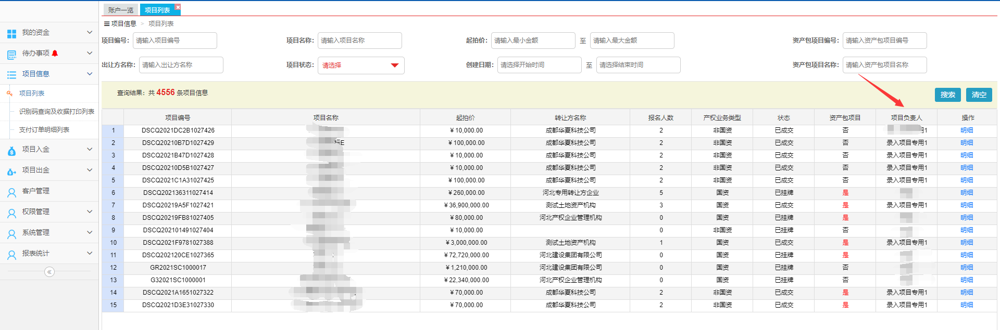 账户一览 项目列表
项目信息 > 项目列表
我的资金
待办事项
项目信息
项目列表
识别码查询及收据打印列表
支付订单明细列表
项目入金
项目出金
客户管理
权限管理
系统管理
报表统计
项目编号: 请输入项目编号 项目名称: 请输入项目名称 起拍价: 请输入最小金额 至 请输入最大金额 资产包项目编号: 请输入资产包项目编号
出让方名称: 请输入出让方名称 项目状态: 请选择 创建日期: 请选择开始时间 至 请选择结束时间 资产包项目名称: 请输入资产包项目名称
查询结果: 共 4556 条项目信息 搜索 清空
项目编号 项目名称 起拍价 转让方名称 报名人数 产权业务类型 状态 资产包项目 项目负责人 操作
1 DSCQ2021DC2B1027426 ¥ 10,000.00 成都华夏科技公司 2 非国资 已成交 否 用1 明细
2 DSCQ20210B7D1027429 标E ¥ 100,000.00 成都华夏科技公司 2 非国资 已成交 否 录入项目专用1 明细
3 DSCQ2021B47D1027428 ¥ 10,000.00 成都华夏科技公司 2 非国资 已成交 否 录入项目专用1 明细
4 DSCQ20210D5B1027427 ¥ 10,000.00 成都华夏科技公司 2 非国资 已成交 否 录入项目专用1 明细
5 DSCQ2021C1A31027425 ¥ 100,000.00 成都华夏科技公司 2 非国资 已成交 否 录入项目专用1 明细
6 DSCQ202136311027414 ¥ 260,000.00 河北专用转让方企业 5 国资 已挂牌 是 明细
7 DSCQ20219A5F1027421 ¥ 36,900,000.00 测试土地资产机构 3 国资 已成交 是 录入项目专用1 明细
8 DSCQ20219FB81027405 ¥ 80,000.00 河北产权企业管理机构 0 国资 已挂牌 是 明细
9 DSCQ202101491027404 ¥ 10,000.00 0 非国资 已挂牌 否 明细
10 DSCQ2021F9781027388 ¥ 3,000,000.00 测试土地资产机构 1 国资 已成交 是 录入项目专用1 明细
11 DSCQ202120CE1027365 ¥ 72,720,000.00 河北建设集团有限公司 0 国资 已挂牌 是 明细
12 GR2021SC1000017 ¥ 1,210,000.00 河北建设集团有限公司 0 国资 已挂牌 否 明细
13 G32021SC1000001 ¥ 22,340,000.00 河北产权企业管理机构 0 国资 已挂牌 否 明细
14 DSCQ2021A1651027322 ¥ 70,000.00 成都华夏科技公司 2 非国资 已成交 是 录入项目专用1 明细
15 DSCQ2021D3E31027330 ¥ 70,000.00 成都华夏科技公司 2 非国资 已成交 是 录入项目专用1 明细